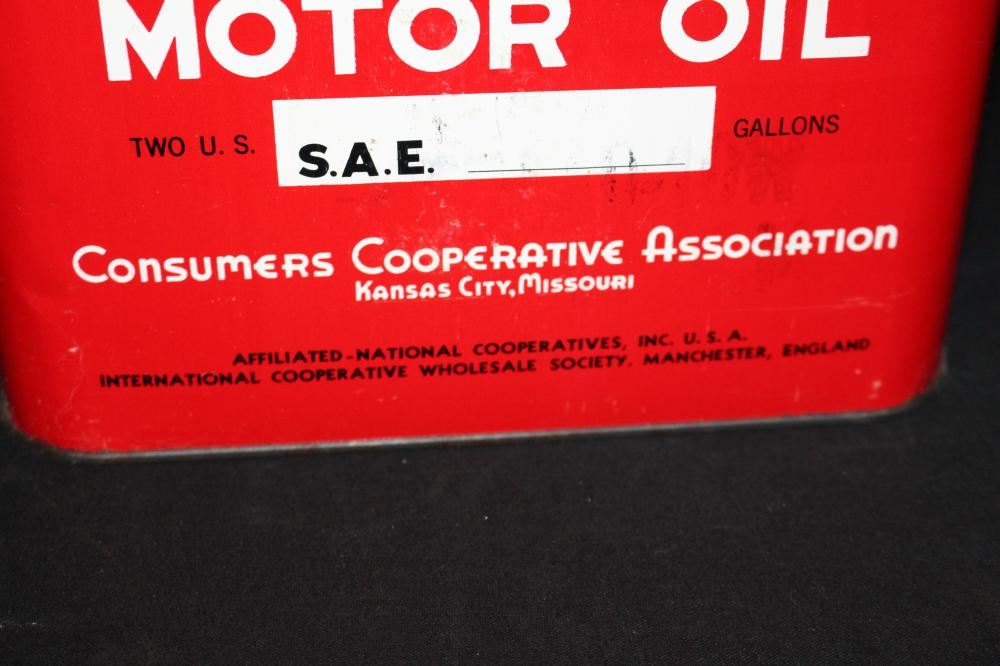 MOTOR OIL
TWO U. S. S.A.E. GALLONS
CONSUMERS COOPERATIVE ASSOCIATION
KANSAS CITY, MISSOURI
AFFILIATED-NATIONAL COOPERATIVES, INC. U. S. A.
INTERNATIONAL COOPERATIVE WHOLESALE SOCIETY. MANCHESTER, ENGLAND